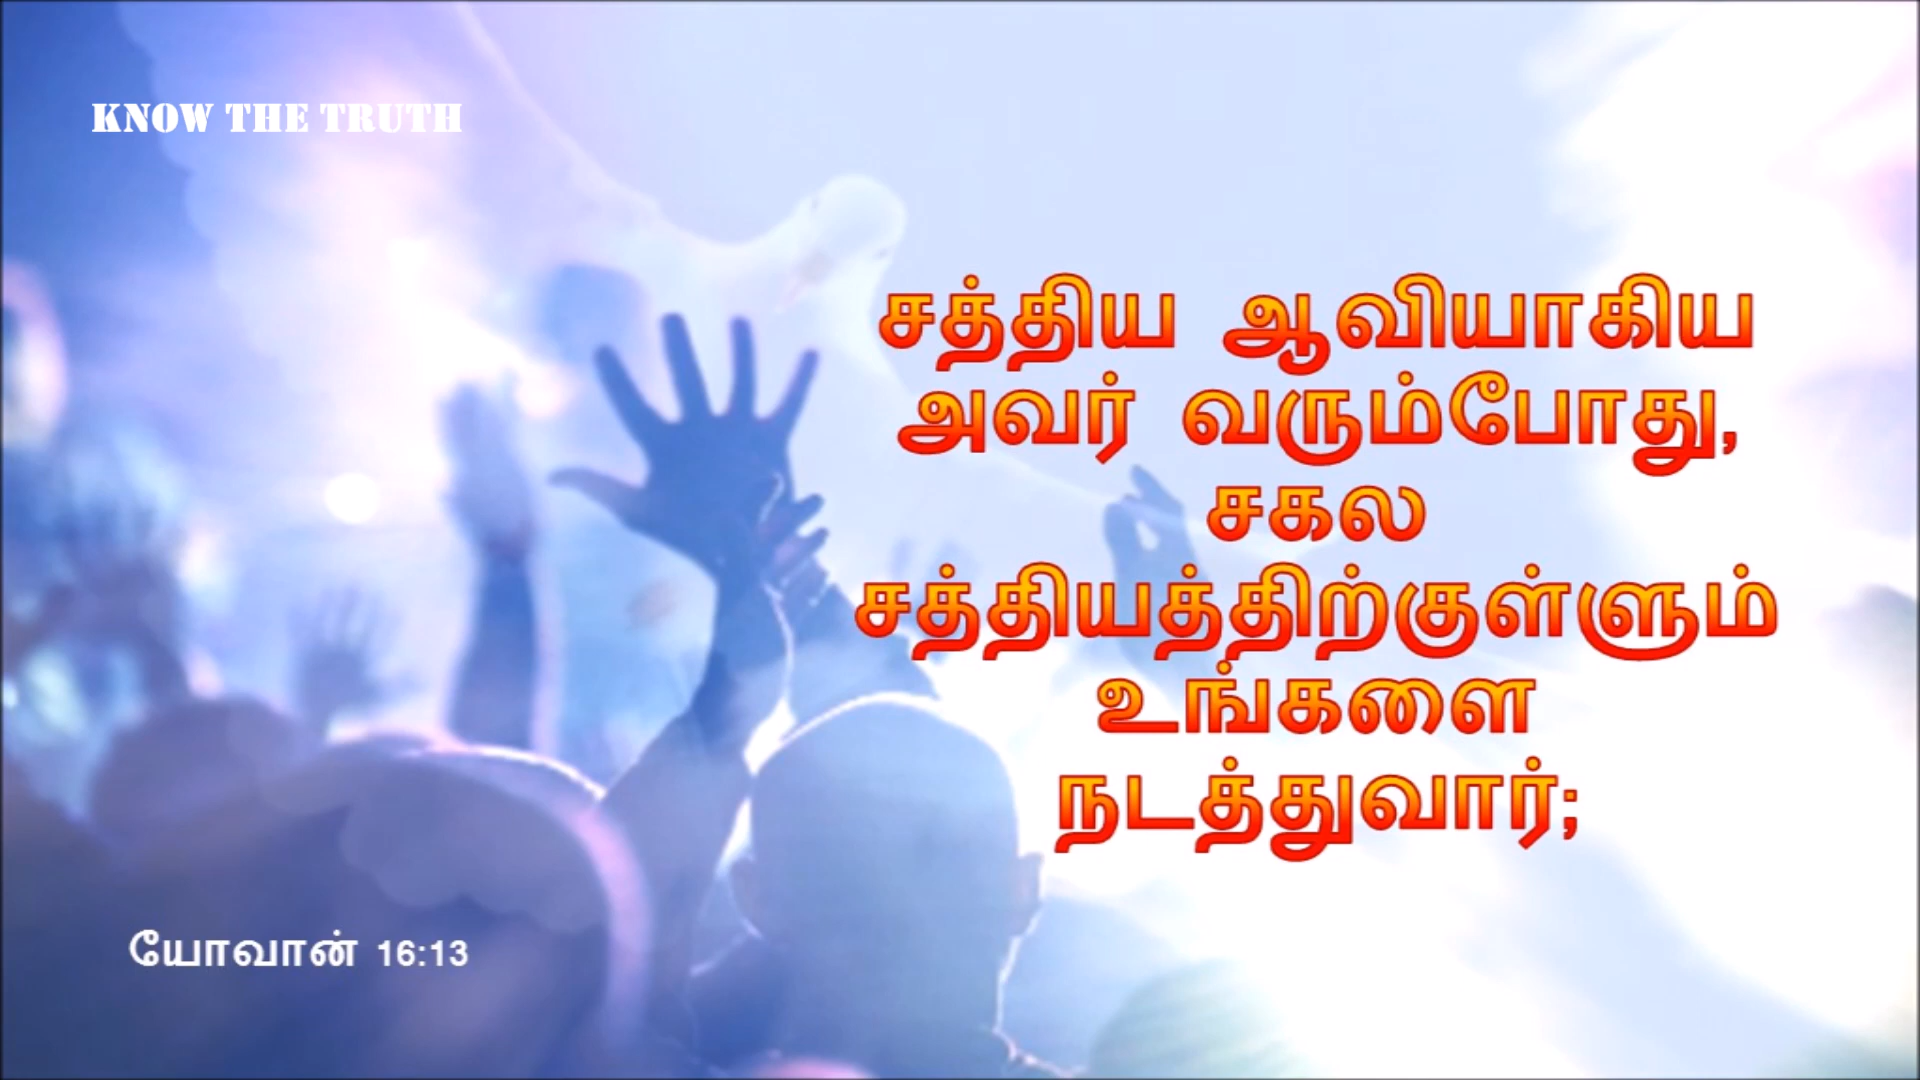 KNOW THE TRUTH
சத்திய ஆவியாகிய
அவர் வரும்போது,
சகல
சத்தியத்திற்குள்ளும்
உங்களை
நடத்துவார்;
யோவான் 16:13